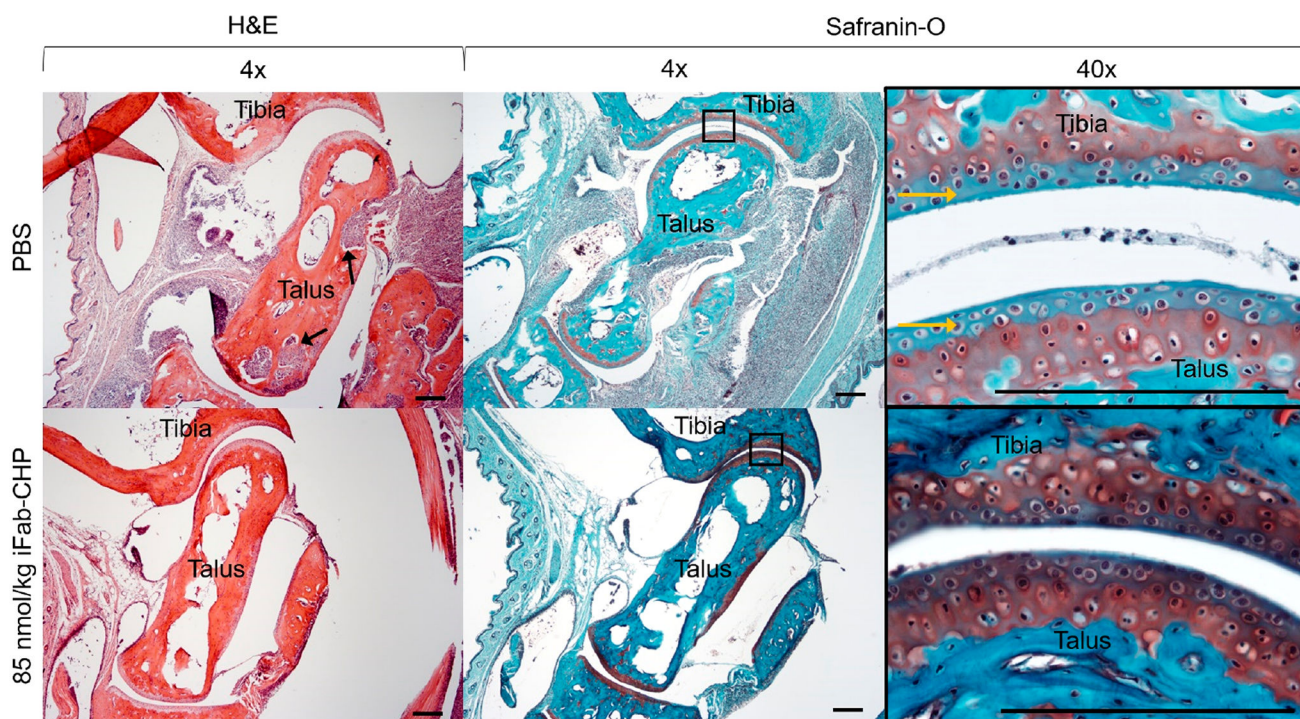 H&E
Safranin-O
4x
4x
40x
PBS
Tibia
Talus
Tibia
Talus
Tibia
Talus
85 nmol/kg iFab-CHP
Tibia
Talus
Tibia
Talus
Tibia
Talus